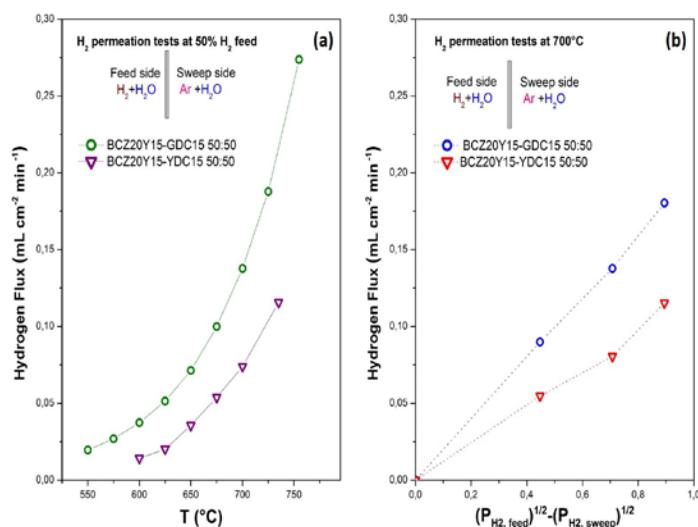 H2 permeation tests at 50% H2 feed
(a)
Feed side
Sweep side
H2+H2O
Ar +H2O
BCZ20Y15-GDC15 50:50
BCZ20Y15-YDC15 50:50
Hydrogen Flux (mL cm-2 min-1)
0,30
0,25
0,20
0,15
0,10
0,05
0,00
550
600
650
700
750
T (°C)
H2 permeation tests at 700°C
(b)
Feed side
Sweep side
H2+H2O
Ar +H2O
BCZ20Y15-GDC15 50:50
BCZ20Y15-YDC15 50:50
Hydrogen Flux (mL cm-2 min-1)
0,30
0,25
0,20
0,15
0,10
0,05
0,00
0,0
0,2
0,4
0,6
0,8
1,0
(PH2, feed)1/2-(PH2, sweep)1/2